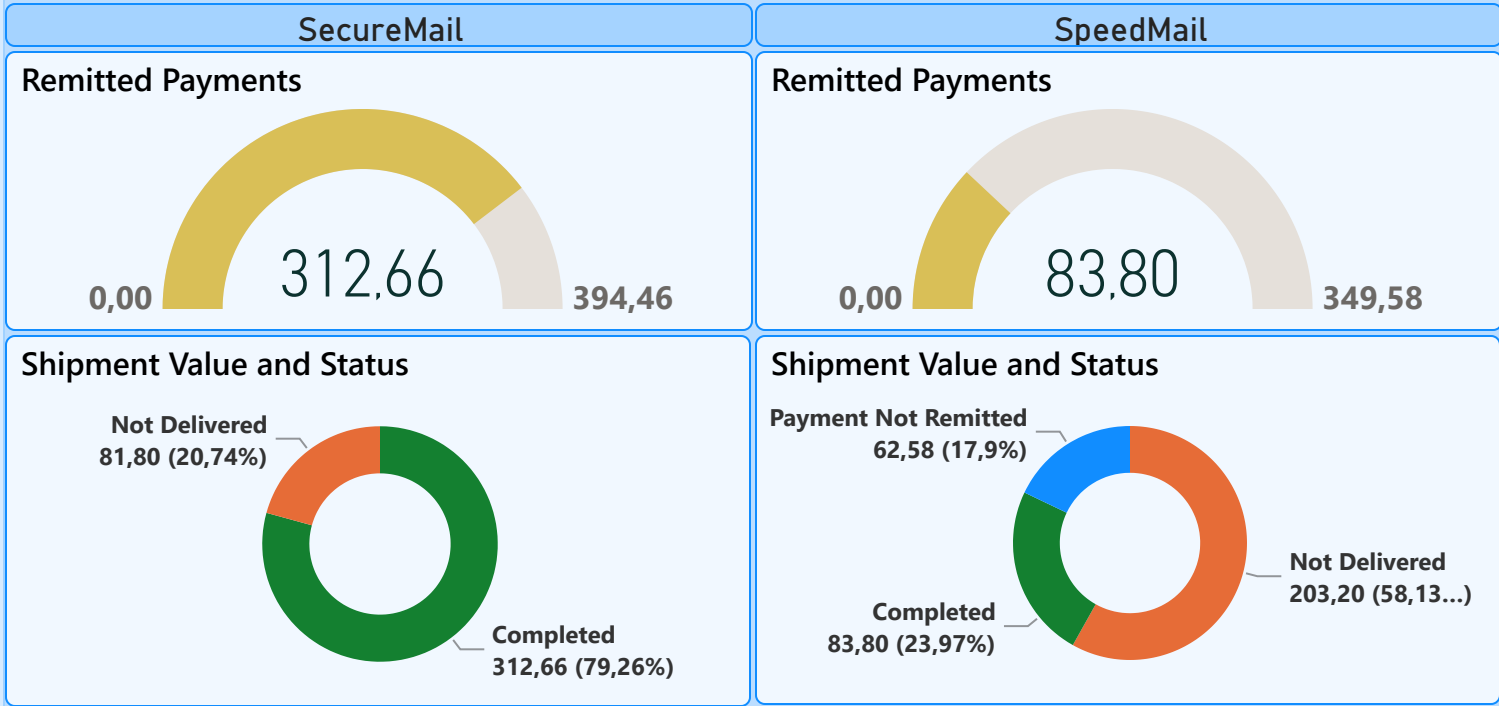 SecureMail
Remitted Payments
312,66
0,00
394,46
Shipment Value and Status
Not Delivered
81,80 (20,74%)
Completed
312,66 (79,26%)
SpeedMail
Remitted Payments
83,80
0,00
349,58
Shipment Value and Status
Payment Not Remitted
62,58 (17,9%)
Not Delivered
203,20 (58,13...)
Completed
83,80 (23,97%)